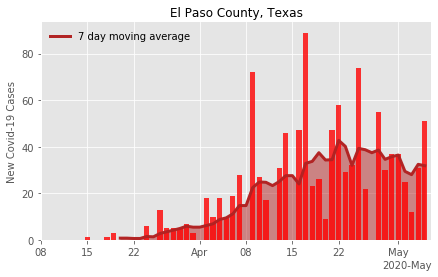 El Paso County, Texas
7 day moving average
New Covid-19 Cases
80
60
40
20
0
08 15 22 Apr 08 15 22 May
2020-May